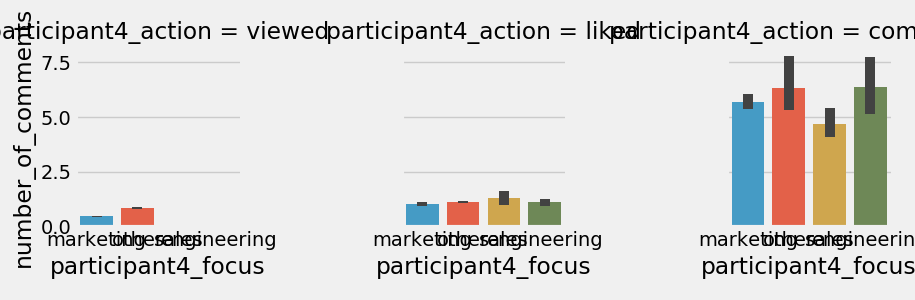 participant4_action = viewed
participant4_action = liked
participant4_action = com
number_of_comments
7.5
5.0
2.5
0.0
marketing other sales engineering
marketing other sales engineering
marketing other sales engineerin
participant4_focus
participant4_focus
participant4_focus